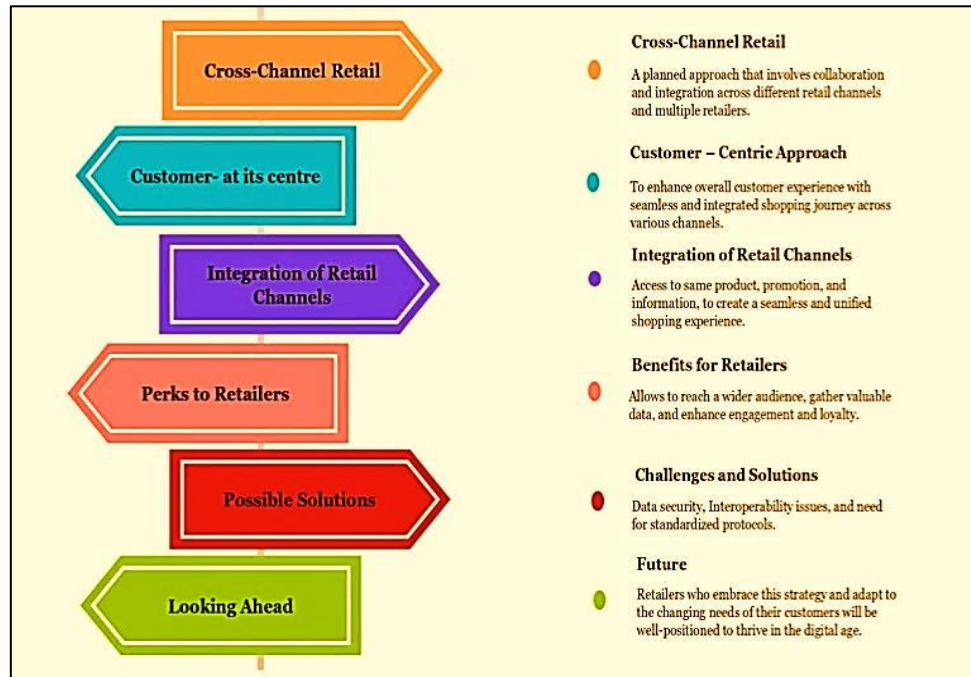 Cross-Channel Retail
Customer- at its centre
Integration of Retail
Channels
Perks to Retailers
Possible Solutions
Looking Ahead
Cross-Channel Retail
A planned approach that involves collaboration
and integration across different retail channels
and multiple retailers.
Customer – Centric Approach
To enhance overall customer experience with
seamless and integrated shopping journey across
various channels.
Integration of Retail Channels
Access to same product, promotion, and
information, to create a seamless and unified
shopping experience.
Benefits for Retailers
Allows to reach a wider audience, gather valuable
data, and enhance engagement and loyalty.
Challenges and Solutions
Data security, Interoperability issues, and need
for standardized protocols.
Future
Retailers who embrace this strategy and adapt to
the changing needs of their customers will be
well-positioned to thrive in the digital age.